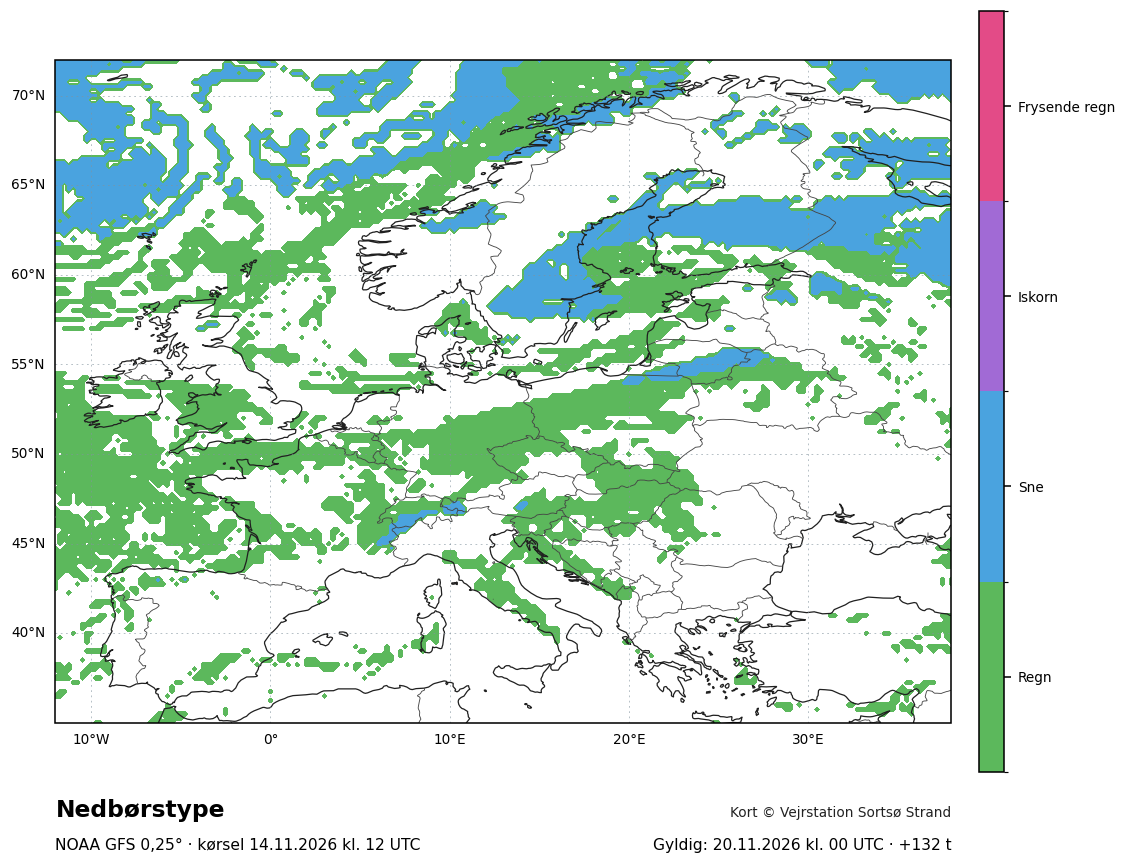 70°N
65°N
60°N
55°N
50°N
45°N
40°N
10°W
0°
10°E
20°E
30°E
Frysende regn
Iskorn
Sne
Regn
Nedbørstype
Kort © Vejrstation Sortsø Strand
NOAA GFS 0,25° · kørsel 14.11.2026 kl. 12 UTC
Gyldig: 20.11.2026 kl. 00 UTC · +132 t